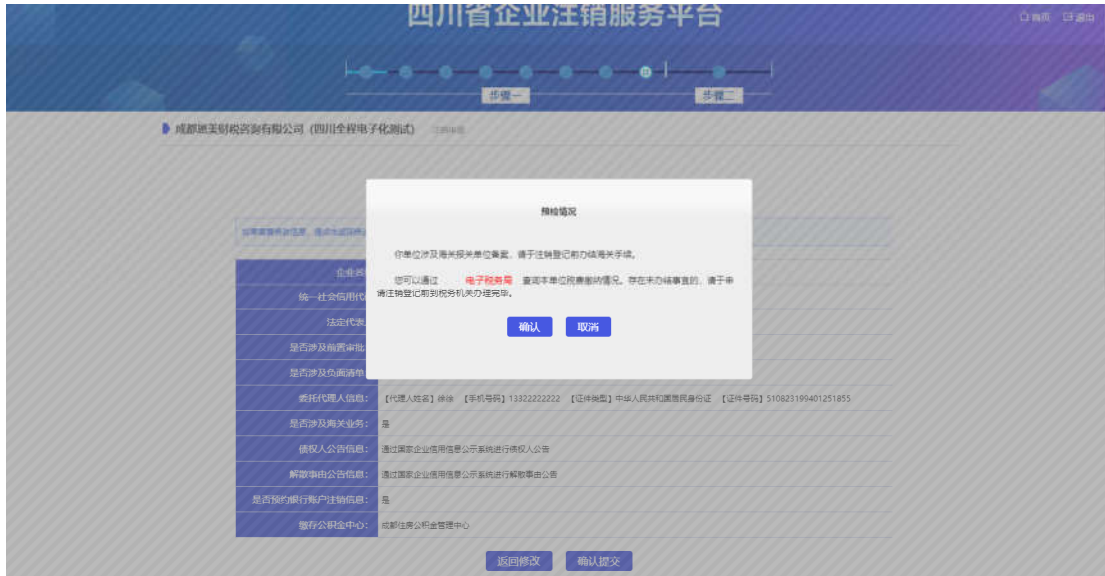 四川省企业注销服务平台
首页 退出
步骤一
步骤二
财税咨询有限公司（四川全程电子化测试） 注销申请
预检情况
你单位涉及海关报关单位备案，请于注销登记前办结海关手续。
您可以通过 电子税务局 查询本单位税费缴纳情况。存在未办结事宜的，请于申
请注销登记前到税务机关办理完毕。
确认 取消
统一社会信用代
法定代表
是否涉及前置审批
是否涉及负面清单
委托代理人信息： 【代理人姓名】徐徐 【手机号码】13322222222 【证件类型】中华人民共和国居民身份证 【证件号码】510823199401251855
是否涉及海关业务： 是
债权人公告信息： 通过国家企业信用信息公示系统进行债权人公告
解散事由公告信息： 通过国家企业信用信息公示系统进行解散事由公告
是否预约银行账户注销信息： 是
缴存公积金中心： 成都住房公积金管理中心
返回修改 确认提交